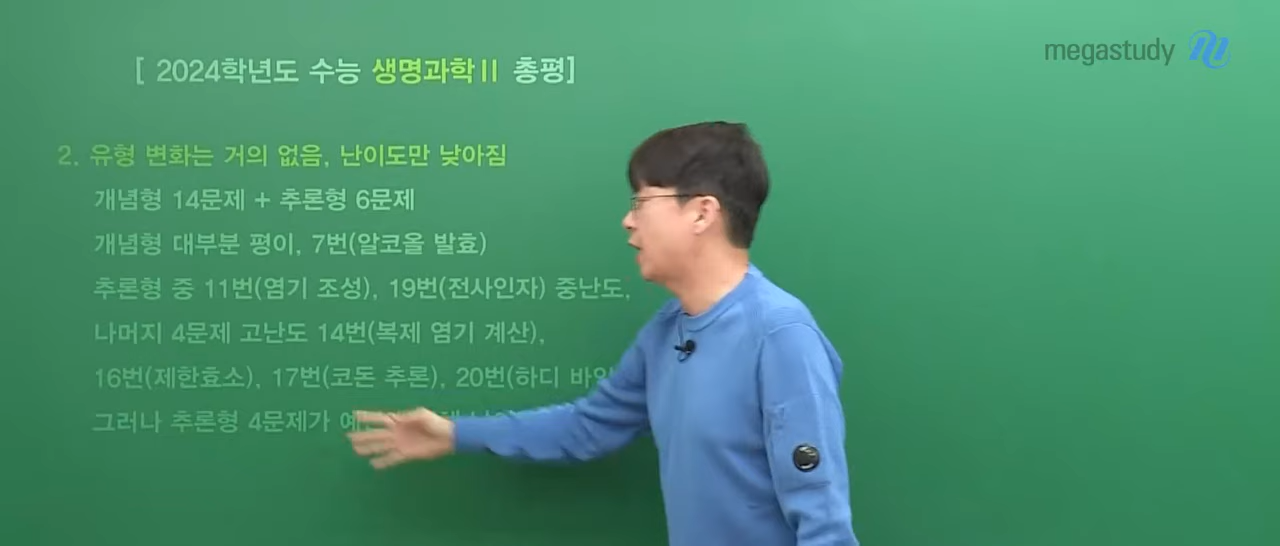 [ 2024학년도 수능 생명과학Ⅱ 총평]
megastudy
2. 유형 변화는 거의 없음, 난이도만 낮아짐
개념형 14문제 + 추론형 6문제
개념형 대부분 평이, 7번(알코올 발효)
추론형 중 11번(염기 조성), 19번(전사인자) 중난도,
나머지 4문제 고난도 14번(복제 염기 계산),
16번(제한효소), 17번(코돈 추론), 20번(하디
그러나 추론형 4문제가